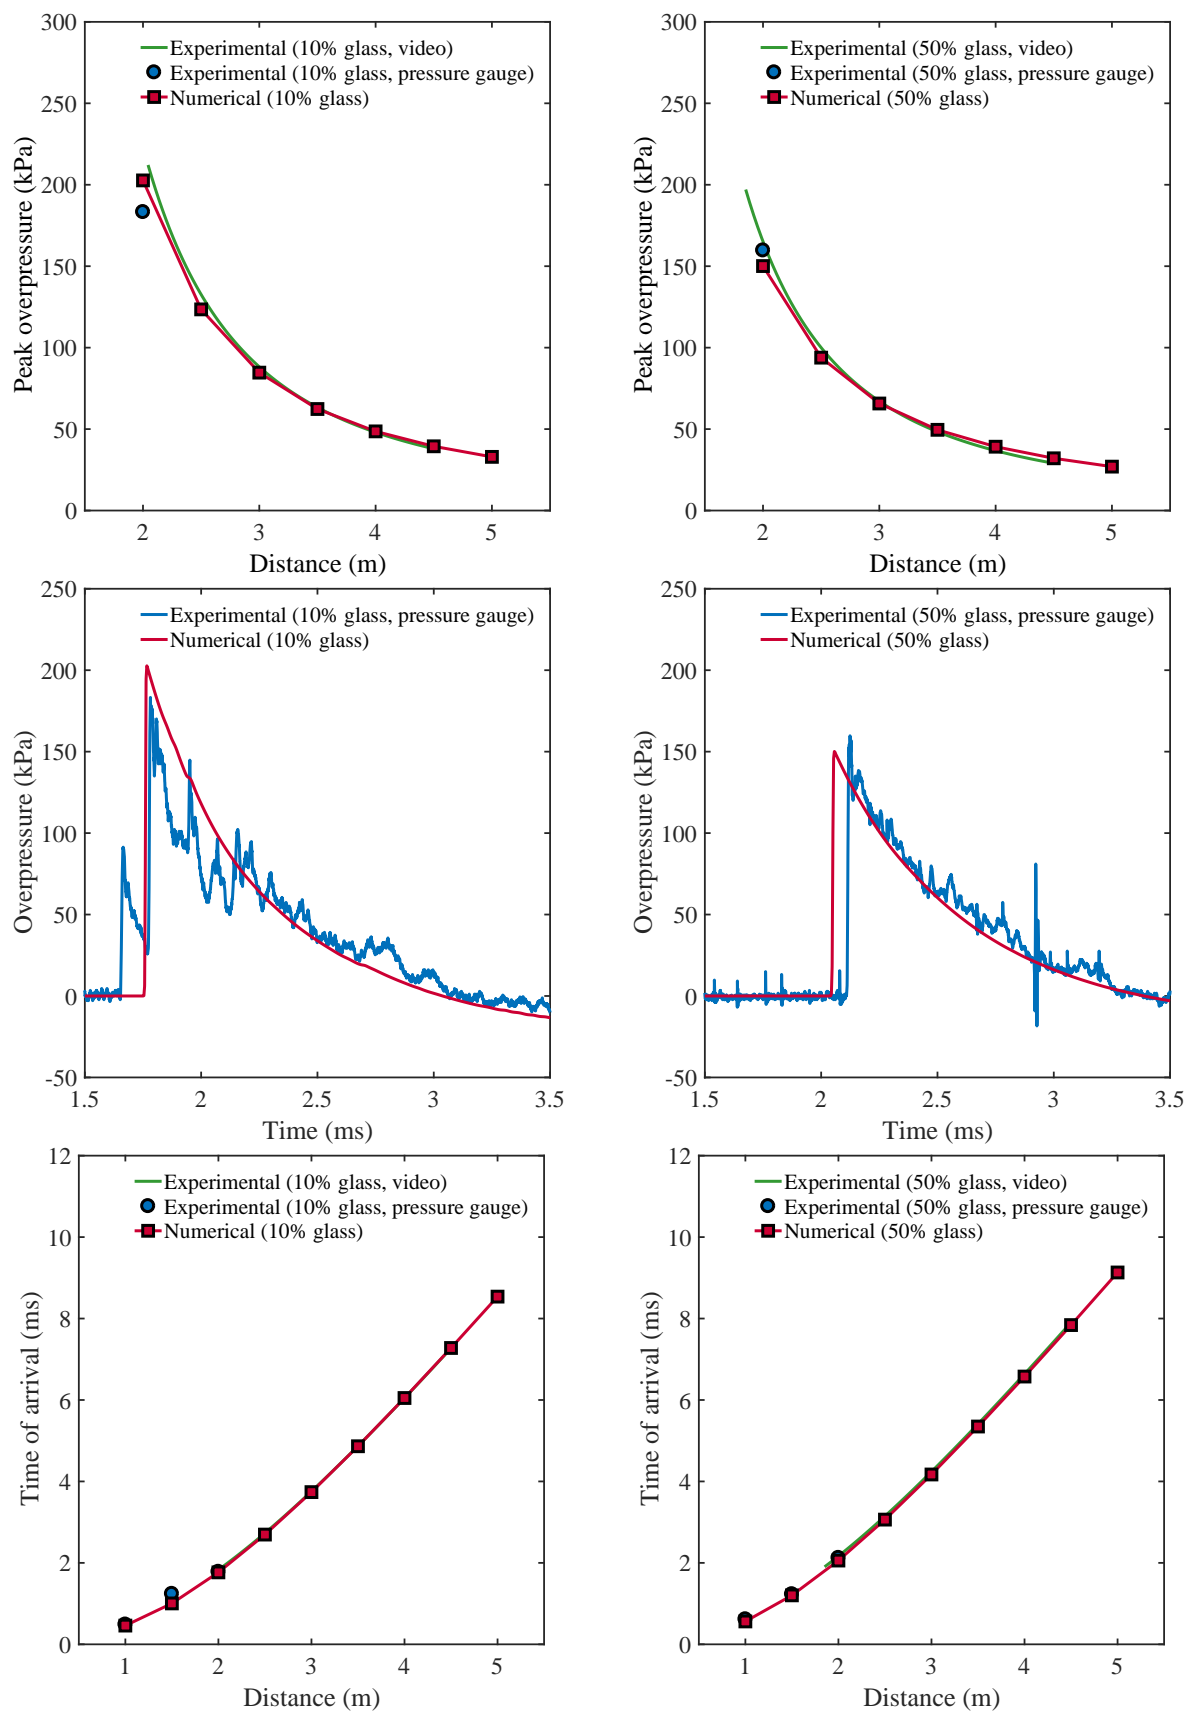 300
250
200
150
100
50
0
2
3
4
5
Peak overpressure (kPa)
Distance (m)
Experimental (10% glass, video)
Experimental (10% glass, pressure gauge)
Numerical (10% glass)
300
250
200
150
100
50
0
2
3
4
5
Peak overpressure (kPa)
Distance (m)
Experimental (50% glass, video)
Experimental (50% glass, pressure gauge)
Numerical (50% glass)
250
200
150
100
50
0
-50
1.5
2
2.5
3
3.5
Overpressure (kPa)
Time (ms)
Experimental (10% glass, pressure gauge)
Numerical (10% glass)
250
200
150
100
50
0
-50
1.5
2
2.5
3
3.5
Overpressure (kPa)
Time (ms)
Experimental (50% glass, pressure gauge)
Numerical (50% glass)
12
10
8
6
4
2
0
1
2
3
4
5
Time of arrival (ms)
Distance (m)
Experimental (10% glass, video)
Experimental (10% glass, pressure gauge)
Numerical (10% glass)
12
10
8
6
4
2
0
1
2
3
4
5
Time of arrival (ms)
Distance (m)
Experimental (50% glass, video)
Experimental (50% glass, pressure gauge)
Numerical (50% glass)